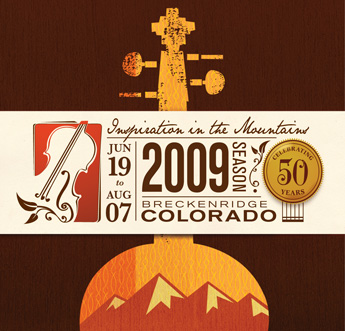 Inspiration in the Mountains
JUN
19
to
AUG
07
2009
SEASON
BRECKENRIDGE
COLORADO
CELEBRATING
50
YEARS